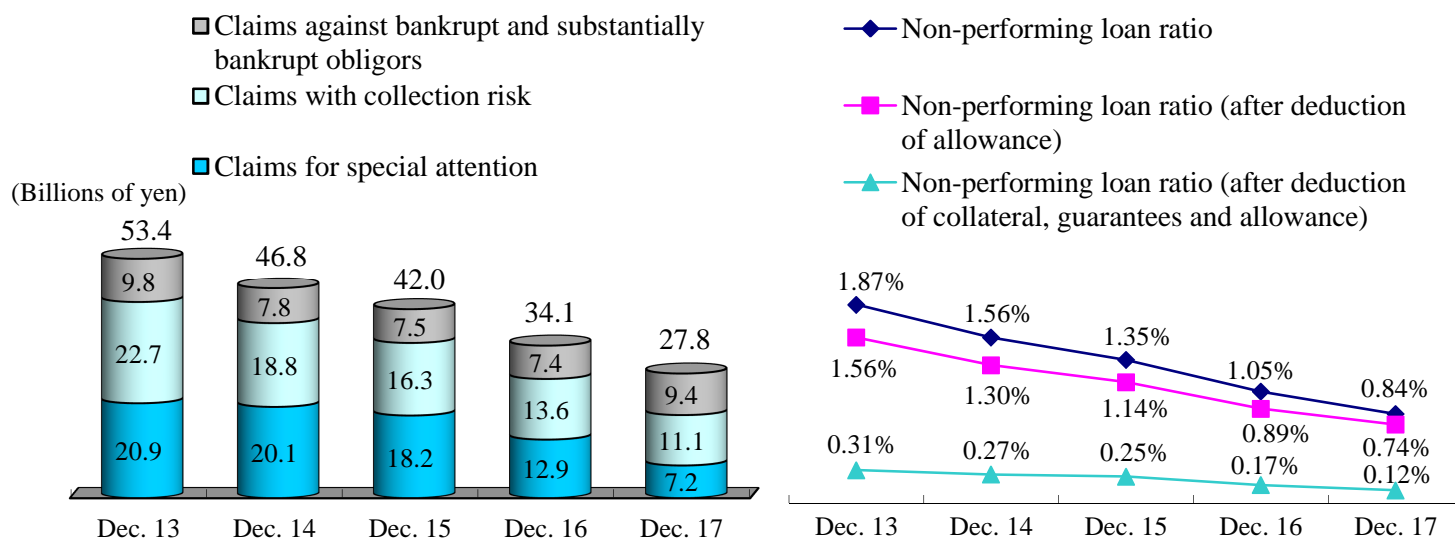 Claims against bankrupt and substantially
bankrupt obligors
Claims with collection risk
Claims for special attention
(Billions of yen)
53.4
46.8
42.0
34.1
27.8
9.8
7.8
7.5
7.4
9.4
22.7
18.8
16.3
13.6
11.1
20.9
20.1
18.2
12.9
7.2
Dec. 13
Dec. 14
Dec. 15
Dec. 16
Dec. 17
Non-performing loan ratio
Non-performing loan ratio (after deduction
of allowance)
Non-performing loan ratio (after deduction
of collateral, guarantees and allowance)
1.87%
1.56%
1.35%
1.05%
0.84%
1.56%
1.30%
1.14%
0.89%
0.74%
0.31%
0.27%
0.25%
0.17%
0.12%
Dec. 13
Dec. 14
Dec. 15
Dec. 16
Dec. 17